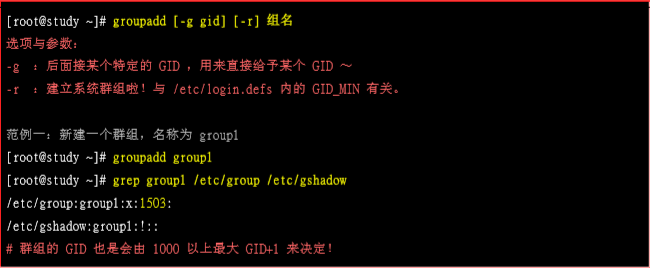 [root@study ~]# groupadd [-g gid] [-r] 组名
选项与参数：
-g ：后面接某个特定的 GID ，用来直接给予某个 GID ～
-r ：建立系统群组啦！与 /etc/login.defs 内的 GID_MIN 有关。
范例一：新建一个群组，名称为 group1
[root@study ~]# groupadd group1
[root@study ~]# grep group1 /etc/group /etc/gshadow
/etc/group:group1:x:1503:
/etc/gshadow:group1:!::
# 群组的 GID 也是会由 1000 以上最大 GID+1 来决定！